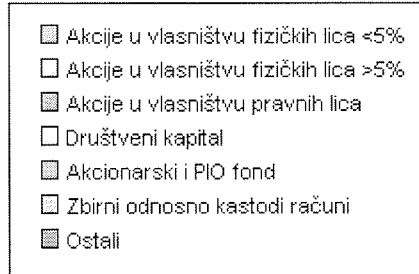 Akcije u vlasništvu fizičkih lica <5%
Akcije u vlasništvu fizičkih lica >5%
Akcije u vlasništvu pravnih lica
Društveni kapital
Akcionarski i PIO fond
Zbirni odnosno kastodi računi
Ostali